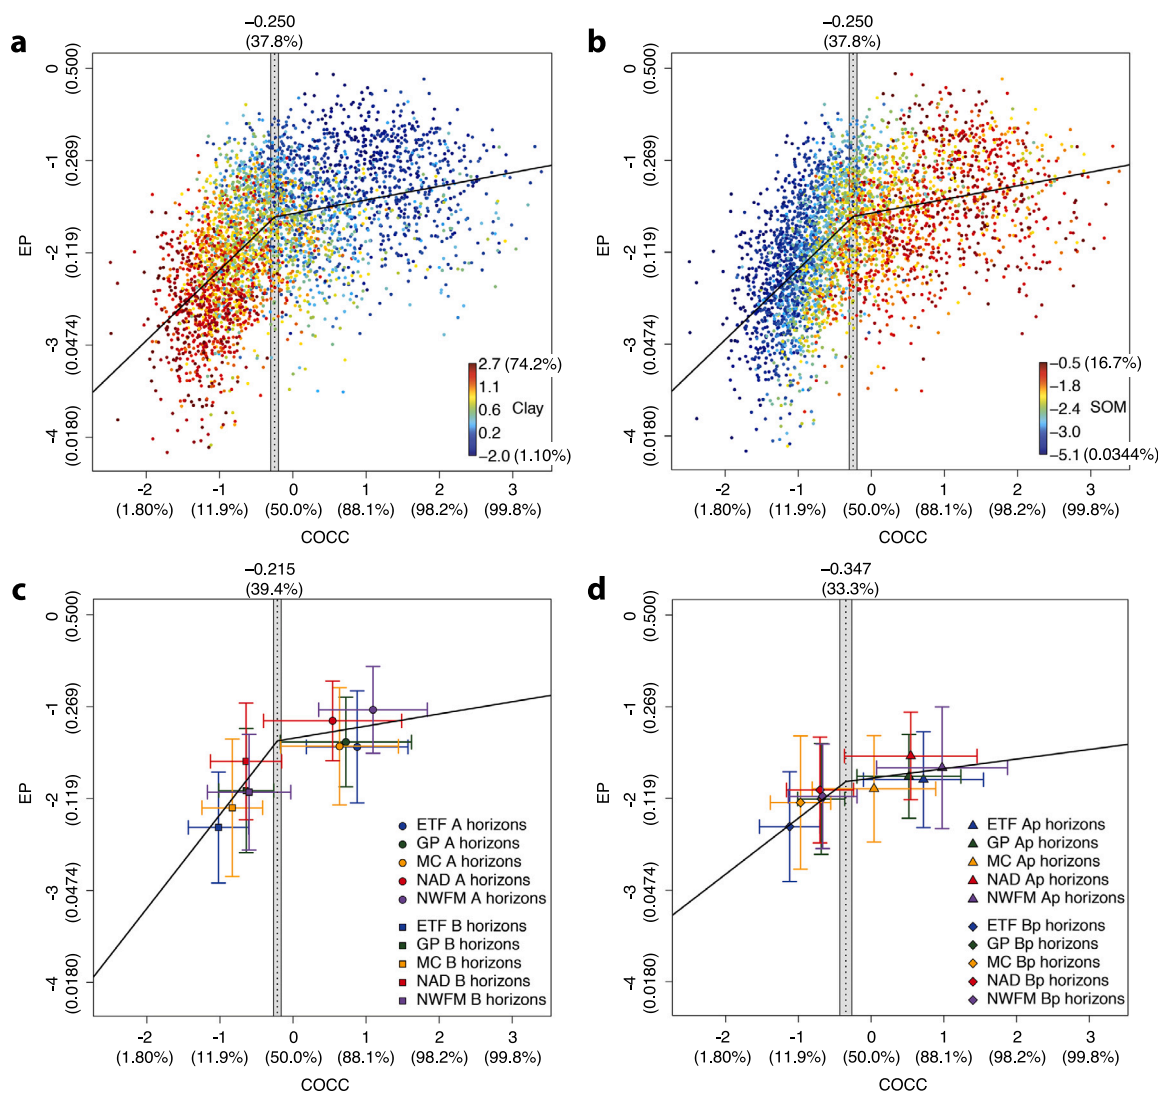 a
−0.250
(37.8%)
EP
0
(0.500)
-1
(0.269)
-2
(0.119)
-3
(0.0474)
-4
(0.0180)
2.7 (74.2%)
1.1
0.6 Clay
0.2
−2.0 (1.10%)
-2 -1 0 1 2 3
(1.80%) (11.9%) (50.0%) (88.1%) (98.2%) (99.8%)
COCC
b
−0.250
(37.8%)
EP
0
(0.500)
-1
(0.269)
-2
(0.119)
-3
(0.0474)
-4
(0.0180)
−0.5 (16.7%)
−1.8
−2.4 SOM
−3.0
−5.1 (0.0344%)
-2 -1 0 1 2 3
(1.80%) (11.9%) (50.0%) (88.1%) (98.2%) (99.8%)
COCC
c
−0.215
(39.4%)
EP
0
(0.500)
-1
(0.269)
-2
(0.119)
-3
(0.0474)
-4
(0.0180)
ETF A horizons
GP A horizons
MC A horizons
NAD A horizons
NWFM A horizons
ETF B horizons
GP B horizons
MC B horizons
NAD B horizons
NWFM B horizons
-2 -1 0 1 2 3
(1.80%) (11.9%) (50.0%) (88.1%) (98.2%) (99.8%)
COCC
d
−0.347
(33.3%)
EP
0
(0.500)
-1
(0.269)
-2
(0.119)
-3
(0.0474)
-4
(0.0180)
ETF Ap horizons
GP Ap horizons
MC Ap horizons
NAD Ap horizons
NWFM Ap horizons
ETF Bp horizons
GP Bp horizons
MC Bp horizons
NAD Bp horizons
NWFM Bp horizons
-2 -1 0 1 2 3
(1.80%) (11.9%) (50.0%) (88.1%) (98.2%) (99.8%)
COCC